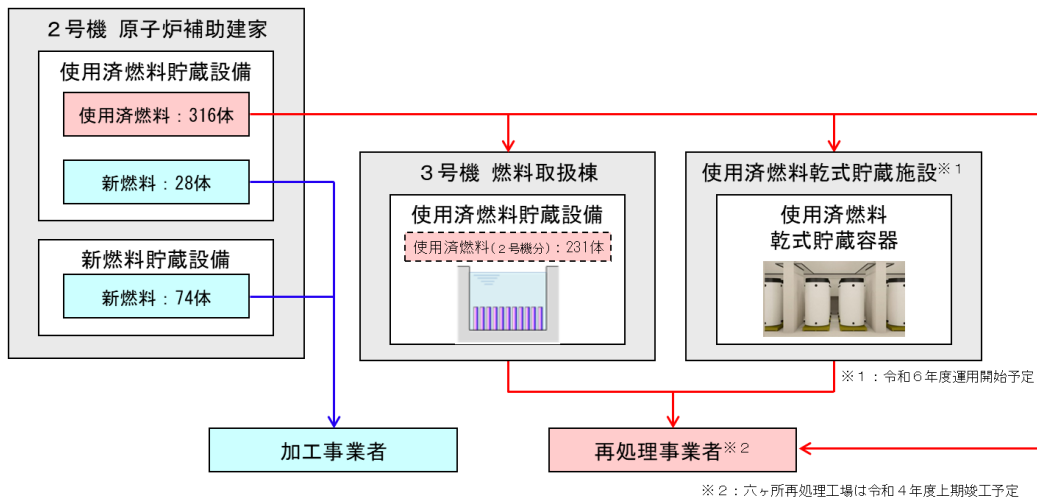 ２号機 原子炉補助建家
使用済燃料貯蔵設備
使用済燃料：316体
新燃料：28体
新燃料貯蔵設備
新燃料：74体
３号機 燃料取扱棟
使用済燃料貯蔵設備
使用済燃料(２号機分)：231体
使用済燃料乾式貯蔵施設※１
使用済燃料
乾式貯蔵容器
※１：令和６年度運用開始予定
加工事業者
再処理事業者※２
※２：六ヶ所再処理工場は令和４年度上期竣工予定